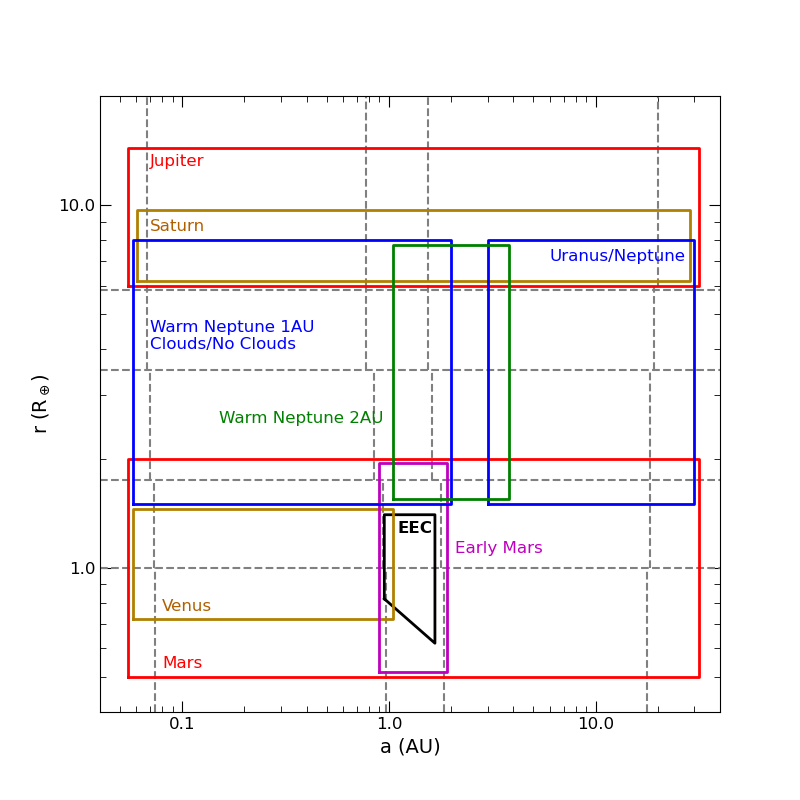 Jupiter
10.0
Saturn
Uranus/Neptune
Warm Neptune 1AU
Clouds/No Clouds
r (R⊕)
Warm Neptune 2AU
EEC
Early Mars
1.0
Venus
Mars
0.1
1.0
10.0
a (AU)